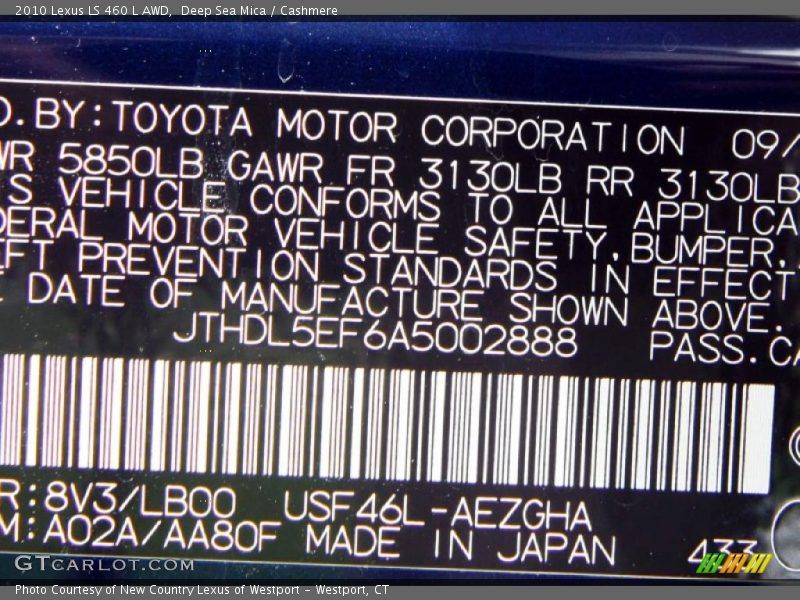 2010 Lexus LS 460 L AWD,  Deep Sea Mica / Cashmere
D.BY:TOYOTA MOTOR CORPORATION 09/
WR 5850LB GAWR FR 3130LB RR 3130LB
S VEHICLE CONFORMS TO ALL APPLICA
DERAL MOTOR VEHICLE SAFETY,BUMPER,
EFT PREVENTION STANDARDS IN EFFECT
E DATE OF MANUFACTURE SHOWN ABOVE.
JTHDL5EF6A5002888 PASS.CA
R:8V3/LB00 USF46L-AEZGHA
M:A02A/AA80F MADE IN JAPAN 433
GTCARLOT.COM
Photo Courtesy of New Country Lexus of Westport – Westport, CT